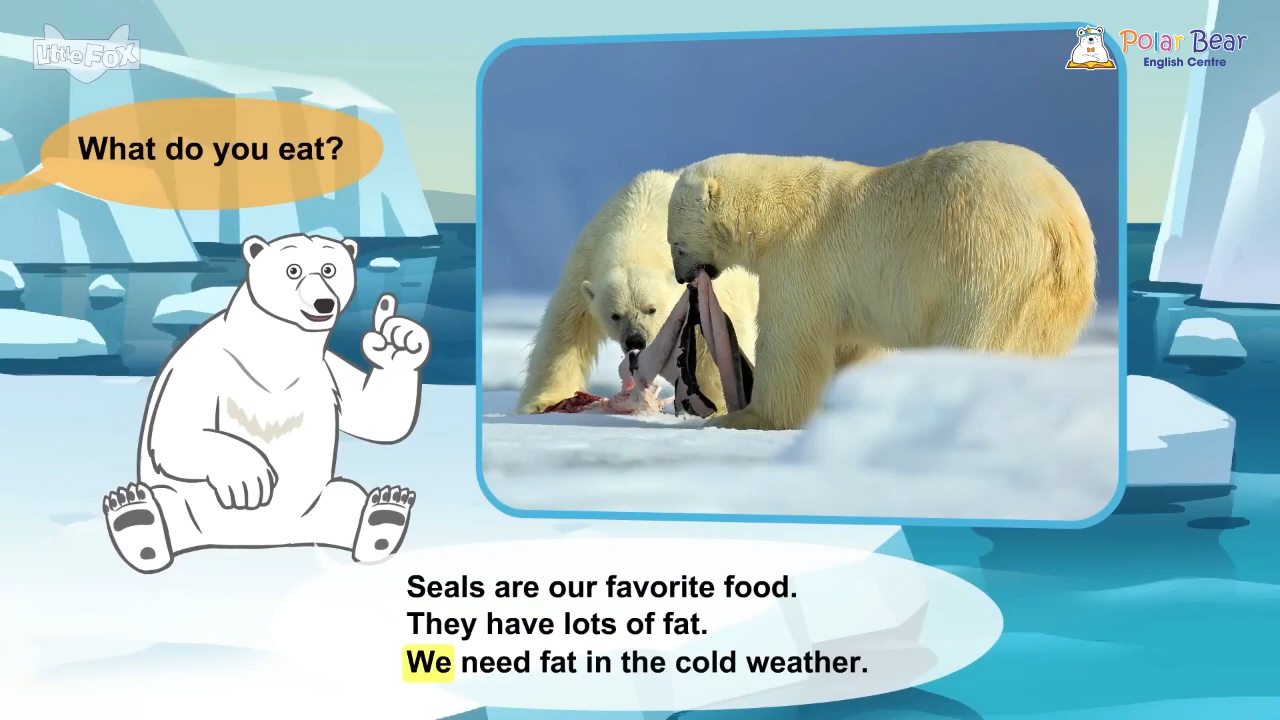 Little Fox
Polar Bear
English Centre
What do you eat?
Seals are our favorite food.
They have lots of fat.
We need fat in the cold weather.